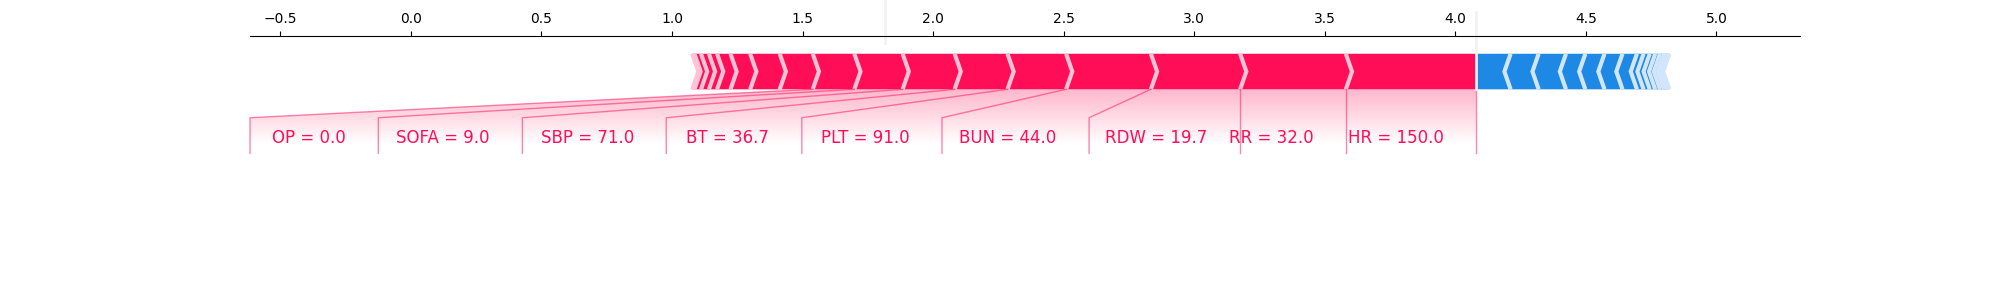 −0.5 0.0 0.5 1.0 1.5 2.0 2.5 3.0 3.5 4.0 4.5 5.0
OP = 0.0 SOFA = 9.0 SBP = 71.0 BT = 36.7 PLT = 91.0 BUN = 44.0 RDW = 19.7 RR = 32.0 HR = 150.0